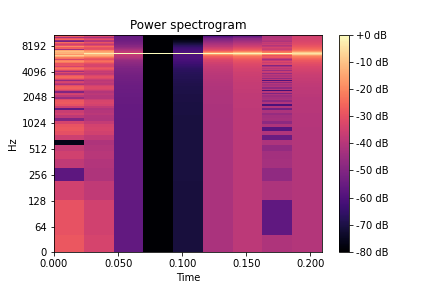 Power spectrogram
Hz
8192
4096
2048
1024
512
256
128
64
0
0.000 0.050 0.100 0.150 0.200
Time
+0 dB
-10 dB
-20 dB
-30 dB
-40 dB
-50 dB
-60 dB
-70 dB
-80 dB